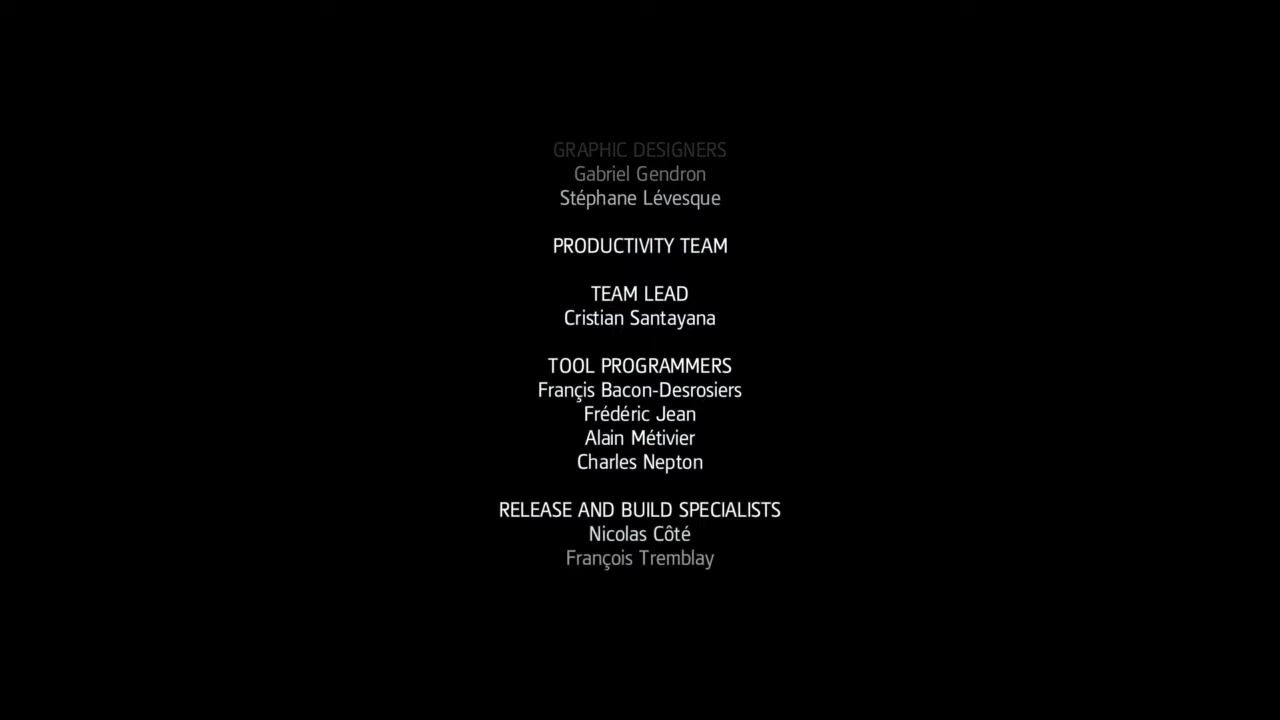 GRAPHIC DESIGNERS
Gabriel Gendron
Stéphane Lévesque
PRODUCTIVITY TEAM
TEAM LEAD
Cristian Santayana
TOOL PROGRAMMERS
Françis Bacon-Desrosiers
Frédéric Jean
Alain Métivier
Charles Nepton
RELEASE AND BUILD SPECIALISTS
Nicolas Côté
François Tremblay